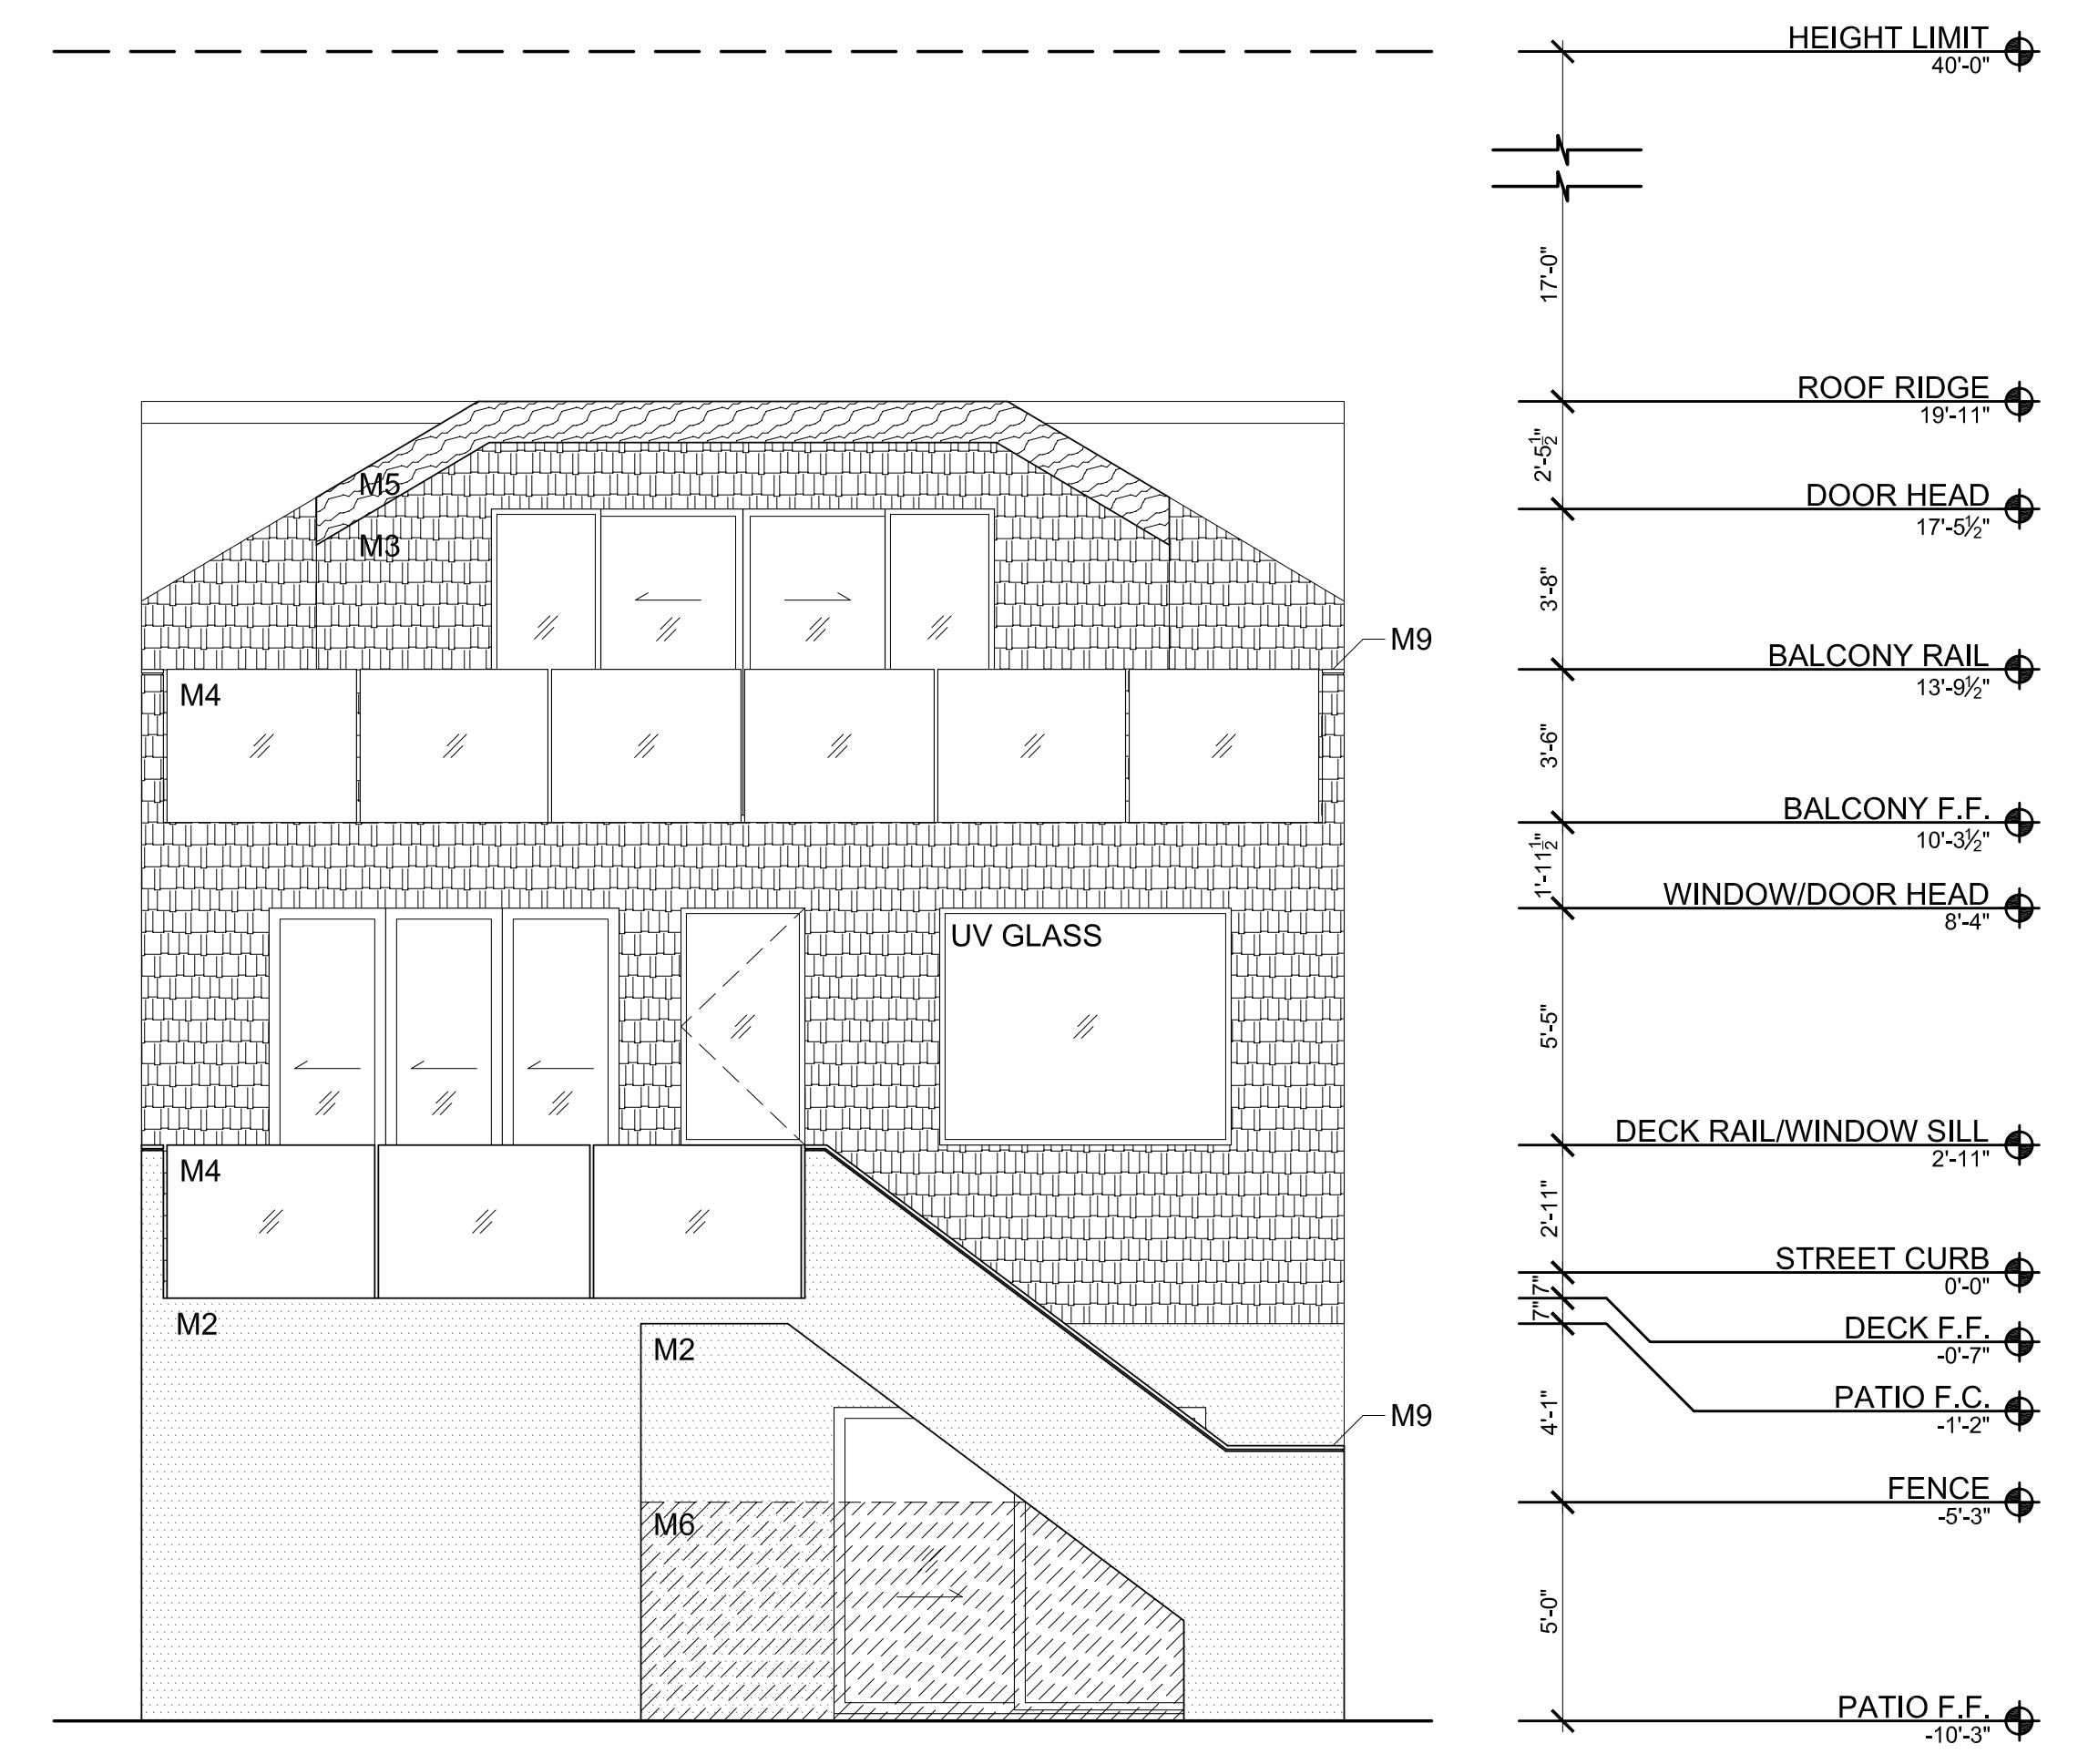 HEIGHT LIMIT
40'-0"
17'-0"
ROOF RIDGE
19'-11"
2'-5½"
M5
DOOR HEAD
17'-5½"
M3
3'-8"
M9
BALCONY RAIL
13'-9½"
M4
3'-6"
BALCONY F.F.
10'-3½"
1'-11½"
WINDOW/DOOR HEAD
8'-4"
UV GLASS
5'-5"
DECK RAIL/WINDOW SILL
2'-11"
M4
2'-11"
STREET CURB
0'-0"
7"
M2
7"
DECK F.F.
-0'-7"
M2
PATIO F.C.
-1'-2"
M9
4'-1"
FENCE
-5'-3"
M6
5'-0"
PATIO F.F.
-10'-3"